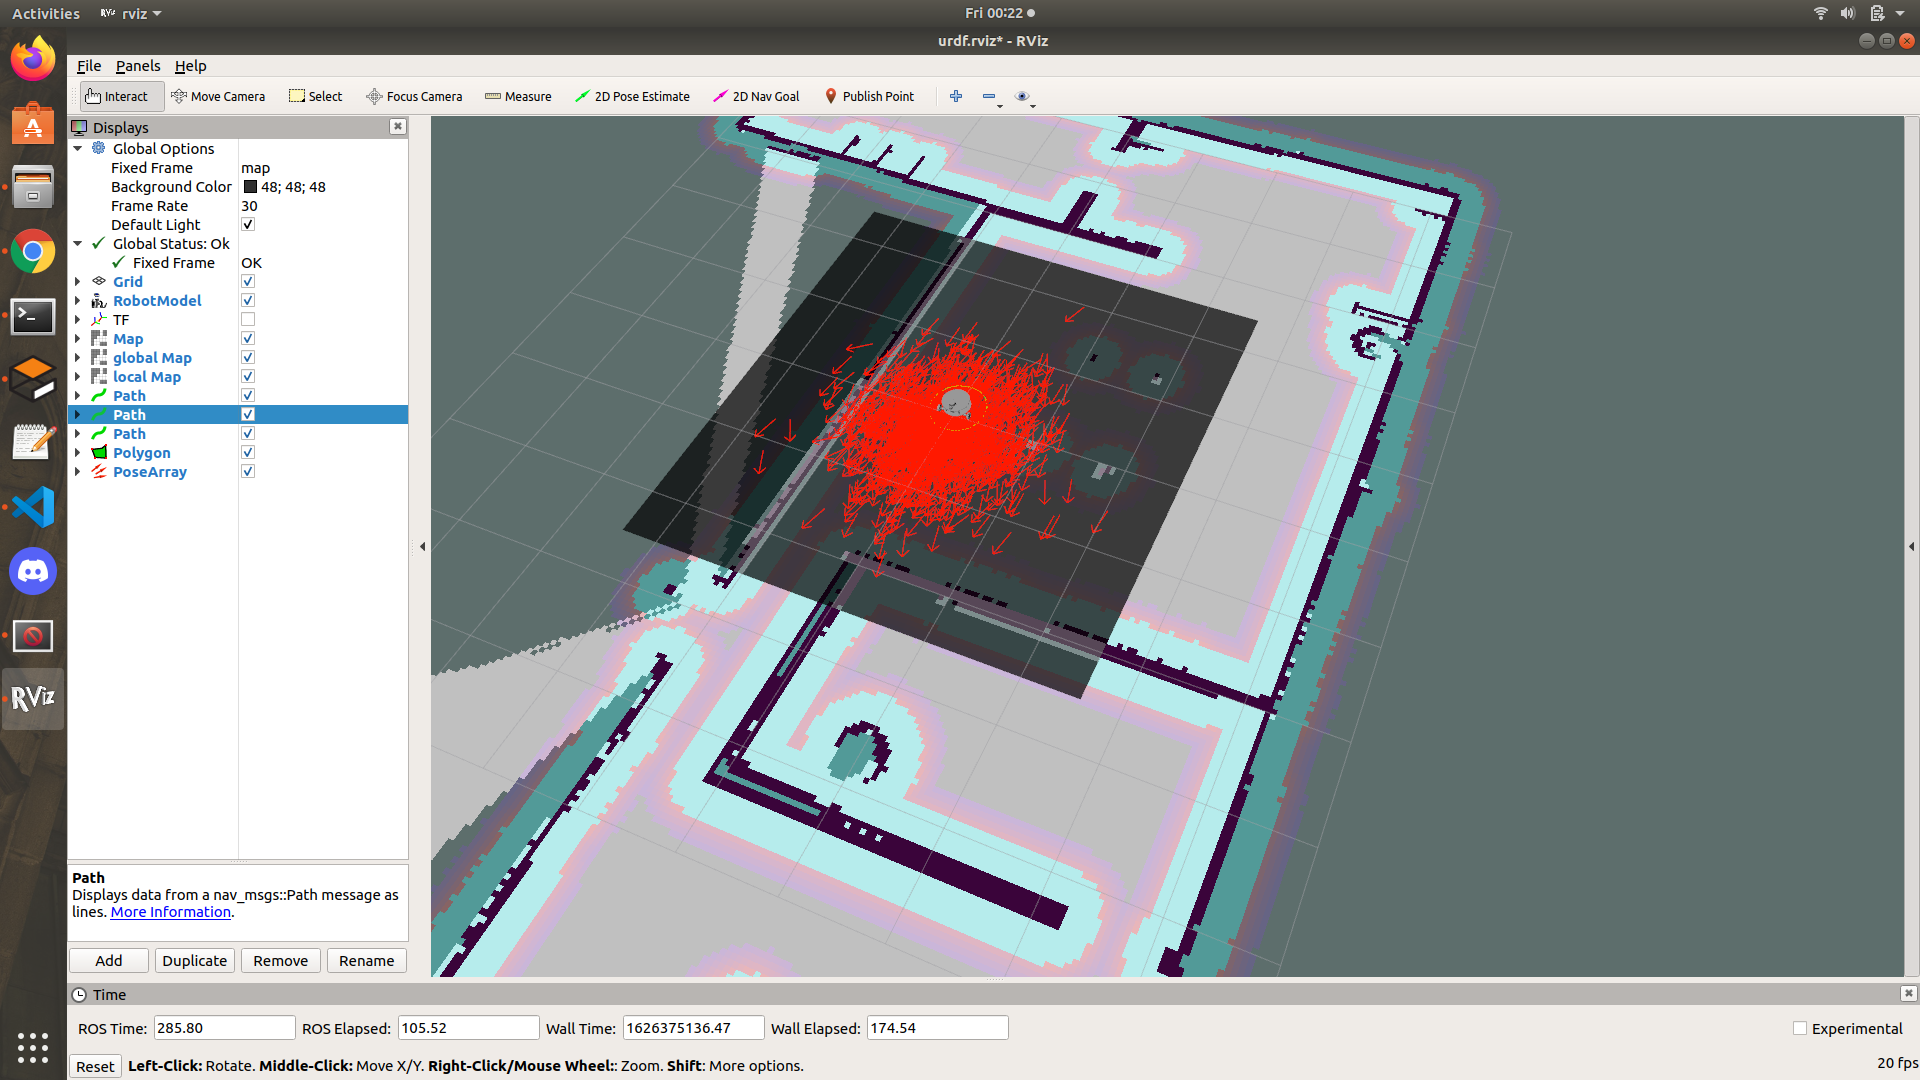 Activities RViz rviz Fri 00:22
urdf.rviz* - RViz
File Panels Help
Interact Move Camera Select Focus Camera Measure 2D Pose Estimate 2D Nav Goal Publish Point
Displays
Global Options
Fixed Frame map
Background Color 48; 48; 48
Frame Rate 30
Default Light
Global Status: Ok
Fixed Frame OK
Grid
RobotModel
TF
Map
global Map
local Map
Path
Path
Path
Polygon
PoseArray
RViz
Path
Displays data from a nav_msgs::Path message as
lines. More Information.
Add Duplicate Remove Rename
Time
ROS Time: 285.80 ROS Elapsed: 105.52 Wall Time: 1626375136.47 Wall Elapsed: 174.54 Experimental
Reset Left-Click: Rotate. Middle-Click: Move X/Y. Right-Click/Mouse Wheel:: Zoom. Shift: More options. 20 fps